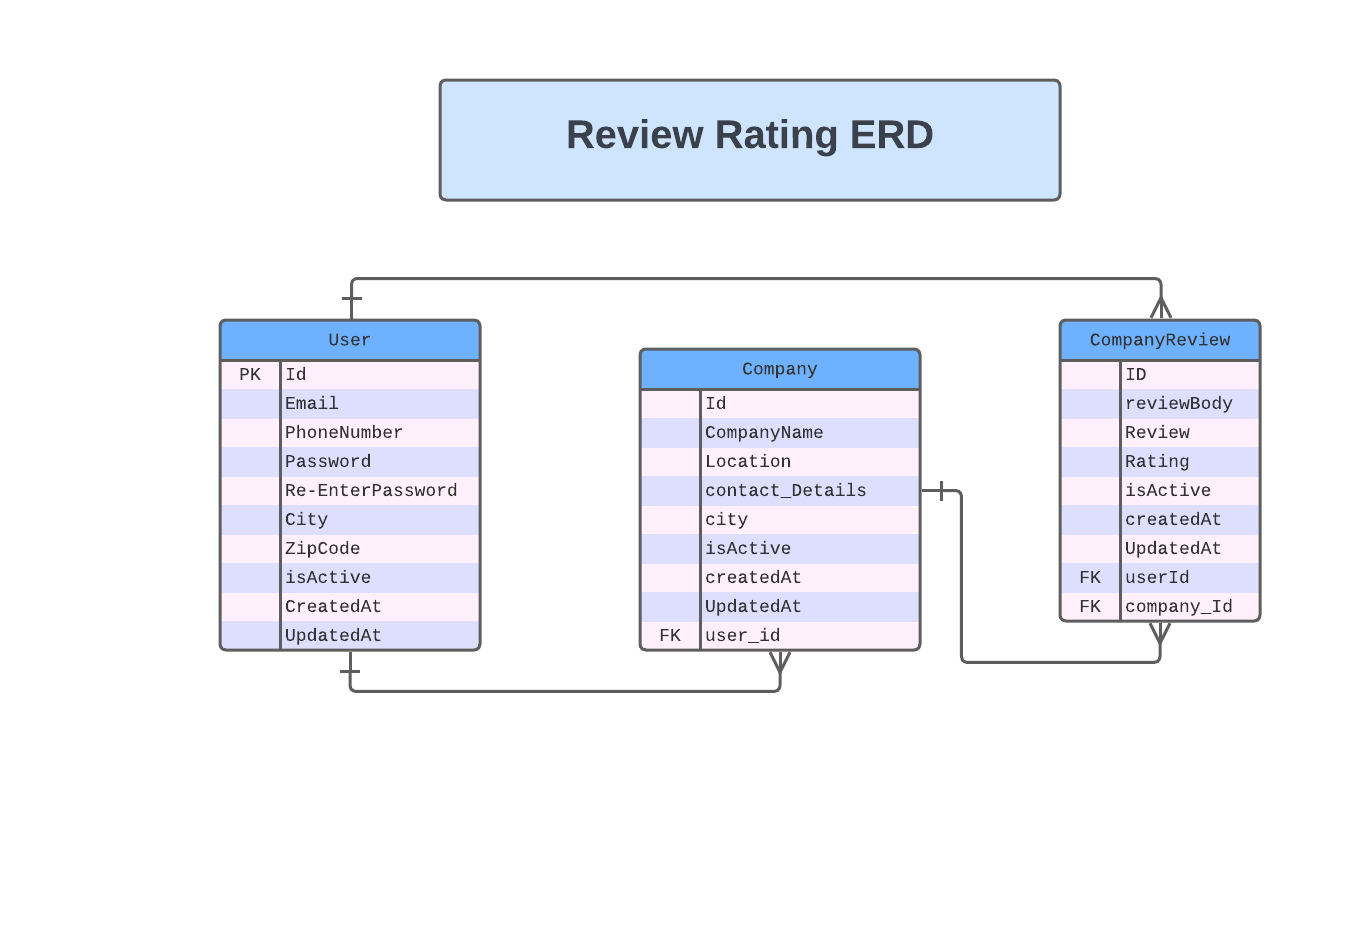 Review Rating ERD
User
PK Id
Email
PhoneNumber
Password
Re-EnterPassword
City
ZipCode
isActive
CreatedAt
UpdatedAt
Company
Id
CompanyName
Location
contact_Details
city
isActive
createdAt
UpdatedAt
FK user_id
CompanyReview
ID
reviewBody
Review
Rating
isActive
createdAt
UpdatedAt
FK userId
FK company_Id